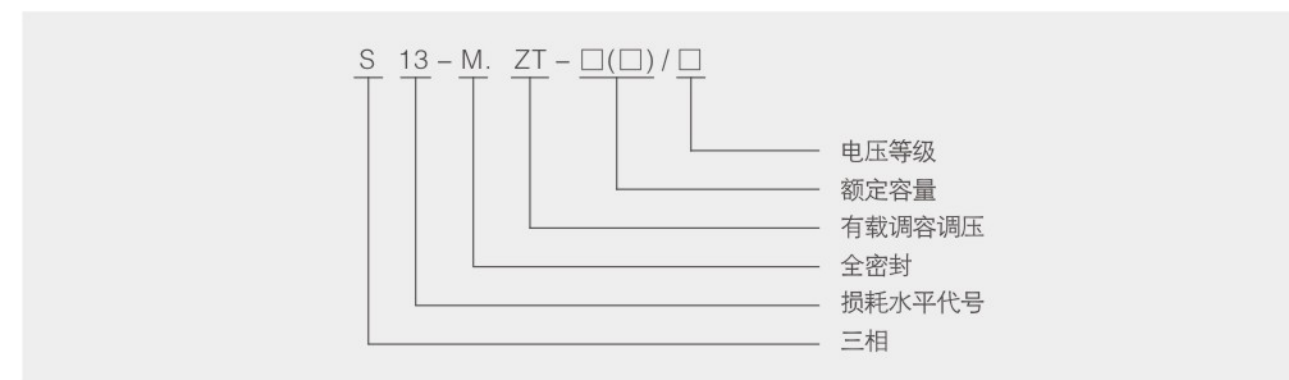 S 13 – M. ZT – □(□) / □
电压等级
额定容量
有载调容调压
全密封
损耗水平代号
三相